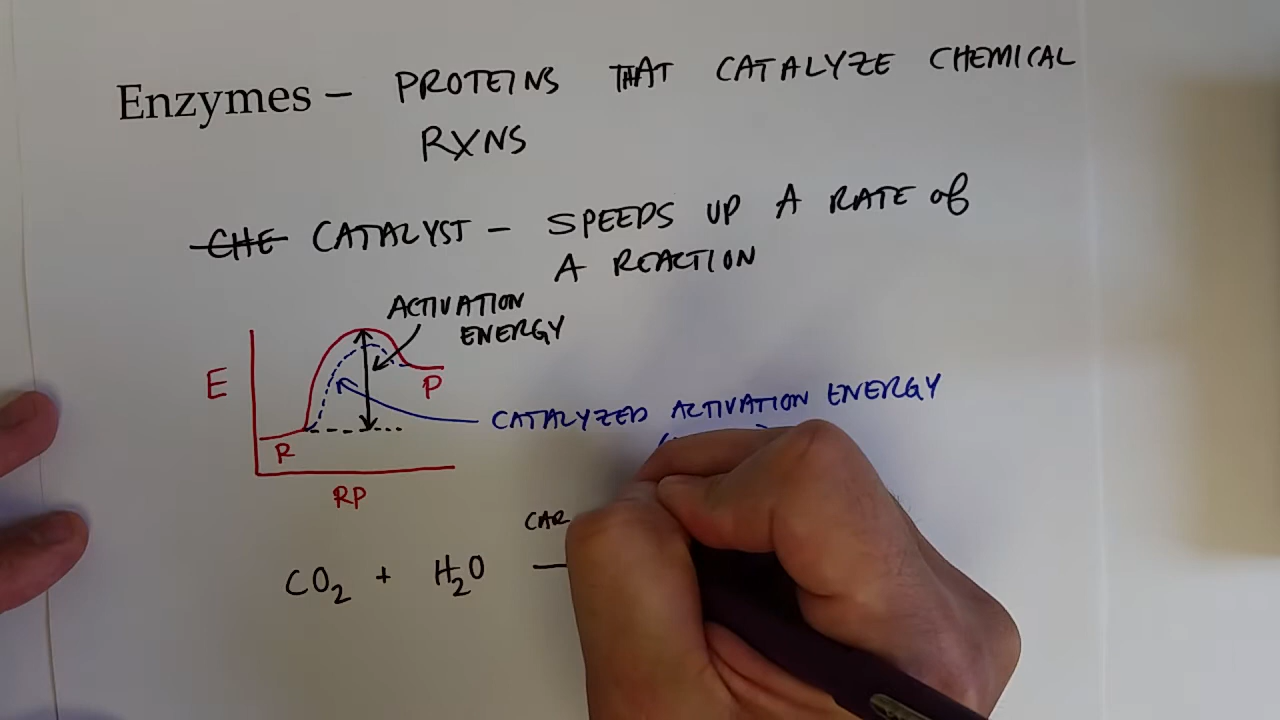 Enzymes – PROTEINS THAT CATALYZE CHEMICAL
RXNS
CHE CATALYST – SPEEDS UP A RATE OF
A REACTION
ACTIVATION
ENERGY
E
P
CATALYZED ACTIVATION ENERGY
R
RP
CAR
CO₂ + H₂O